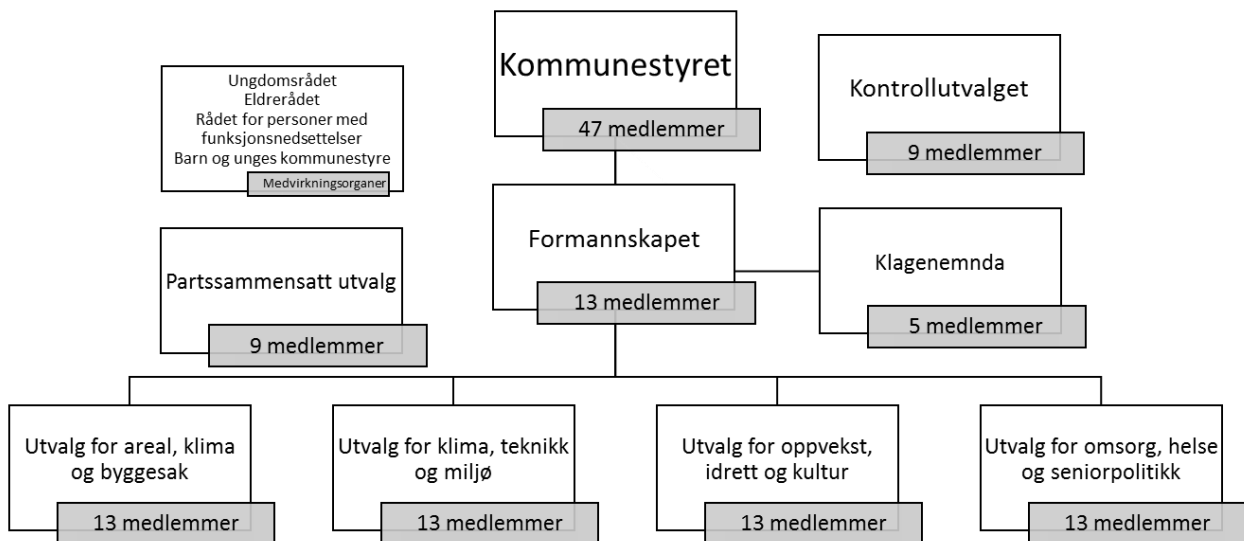 Kommunestyret
47 medlemmer
Kontrollutvalget
9 medlemmer
Ungdomsrådet
Eldrerådet
Rådet for personer med
funksjonsnedsettelser
Barn og unges kommunestyre
Medvirkningsorganer
Formannskapet
13 medlemmer
Klagenemnda
5 medlemmer
Partssammensatt utvalg
9 medlemmer
Utvalg for areal, klima
og byggesak
13 medlemmer
Utvalg for klima, teknikk
og miljø
13 medlemmer
Utvalg for oppvekst,
idrett og kultur
13 medlemmer
Utvalg for omsorg, helse
og seniorpolitikk
13 medlemmer